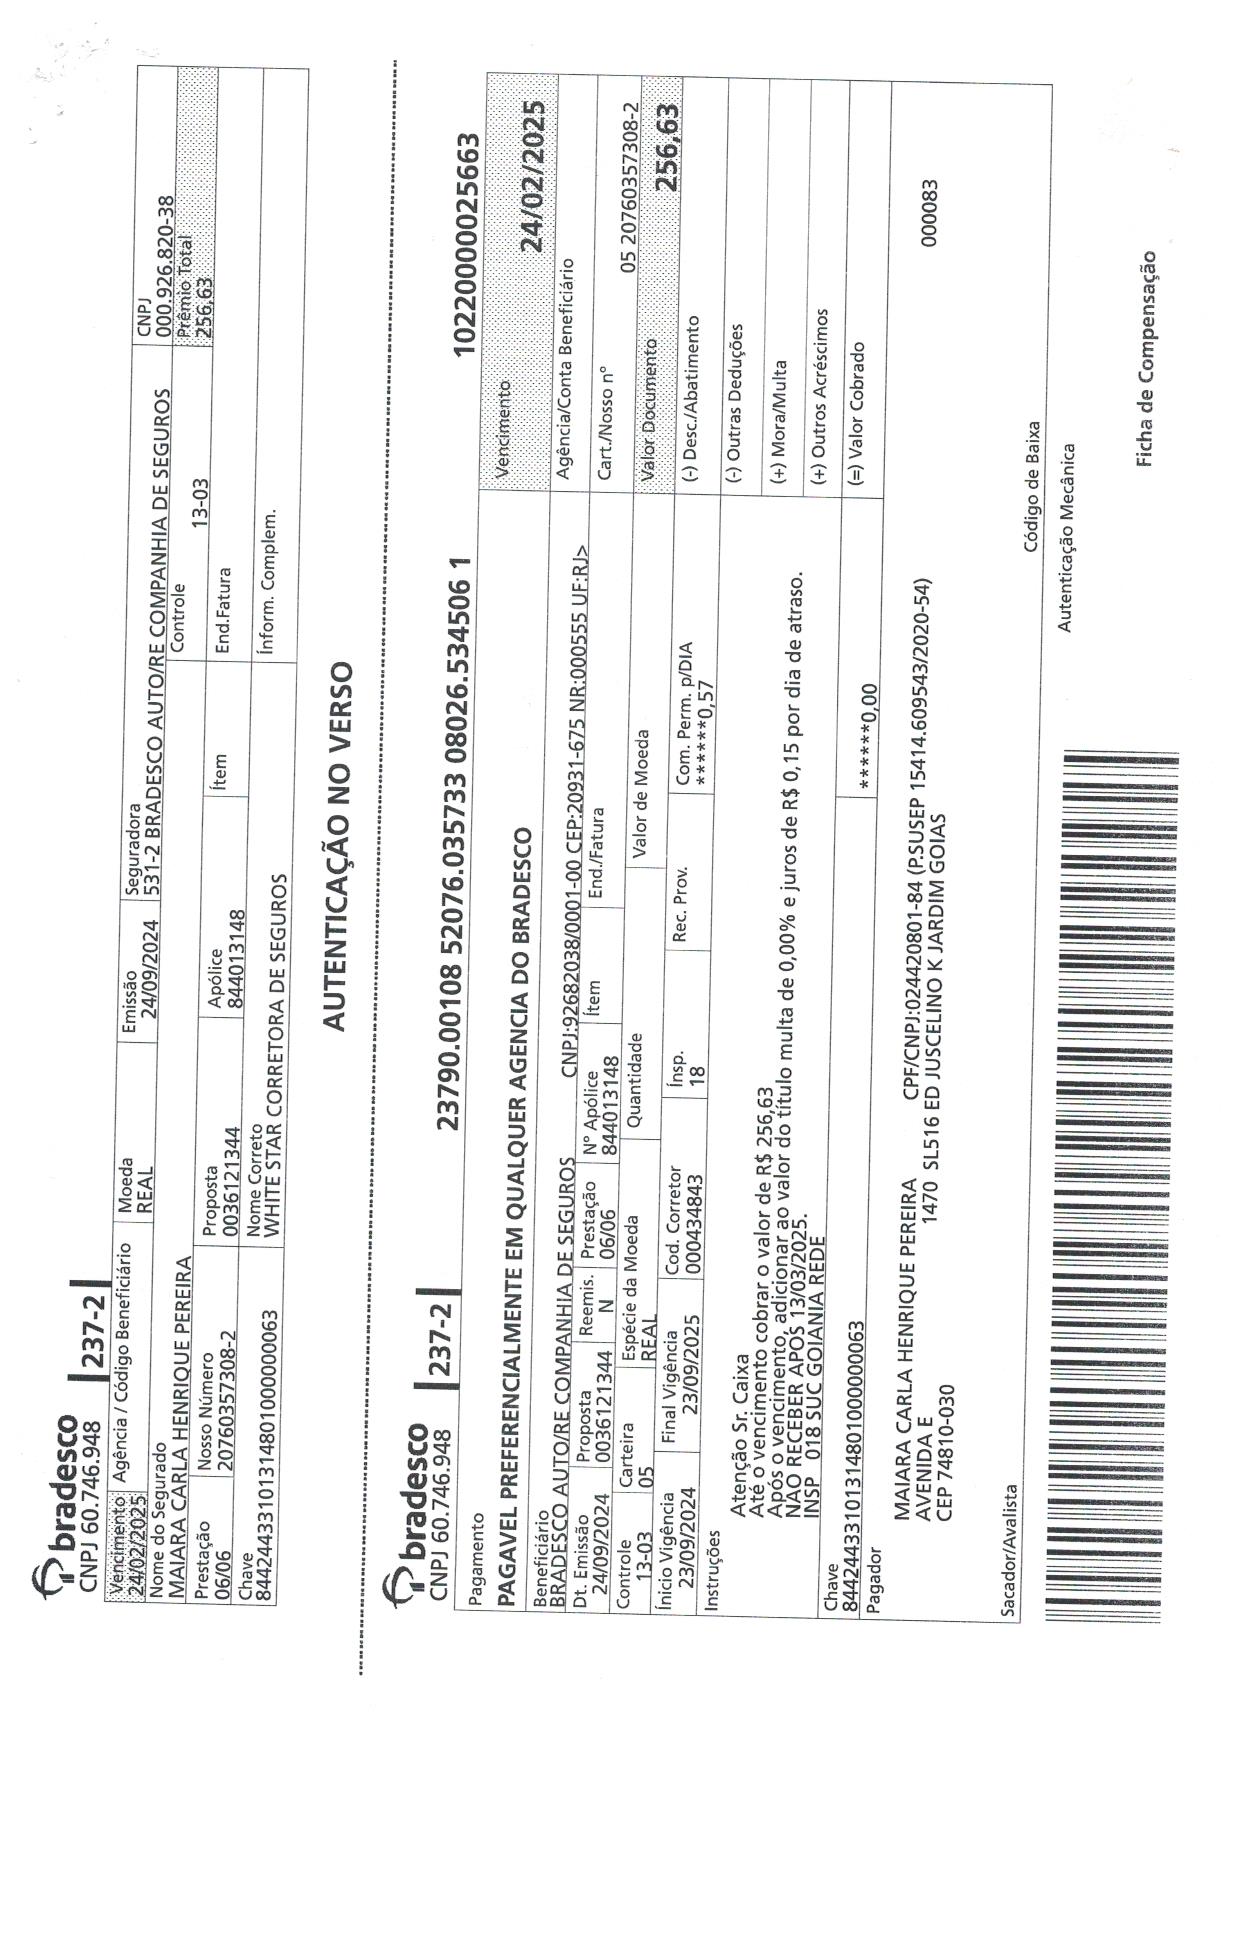 bradesco
CNPJ 60.746.948
237-2
Vencimento
24/02/2025
Agência / Código Beneficiário
Moeda
REAL
Emissão
24/09/2024
Seguradora
531-2 BRADESCO AUTO/RE COMPANHIA DE SEGUROS
CNPJ
000.926.820-38
Nome do Segurado
MAIARA CARLA HENRIQUE PEREIRA
Controle
13-03
Prêmio Total
256,63
Prestação
06/06
Nosso Número
20760357308-2
Proposta
0036121344
Apólice
844013148
Ítem
End.Fatura
Chave
84424433101314801000000063
Nome Correto
WHITE STAR CORRETORA DE SEGUROS
Ínform. Complem.
AUTENTICAÇÃO NO VERSO
bradesco
CNPJ 60.746.948
237-2
23790.00108 52076.035733 08026.534506 1 10220000025663
Pagamento
PAGAVEL PREFERENCIALMENTE EM QUALQUER AGENCIA DO BRADESCO
Vencimento
24/02/2025
Beneficiário
BRADESCO AUTO/RE COMPANHIA DE SEGUROS CNPJ:92682038/0001-00 CEP:20931-675 NR:000555 UF:RJ>
Agência/Conta Beneficiário
Dt. Emissão
24/09/2024
Proposta
0036121344
Reemis.
N
Prestação
06/06
Nº Apólice
844013148
Ítem
End./Fatura
Cart./Nosso nº
05 20760357308-2
Controle
13-03
Carteira
05
Espécie da Moeda
REAL
Quantidade
Valor de Moeda
Valor Documento
256,63
Ínicio Vigência
23/09/2024
Final Vigência
23/09/2025
Cod. Corretor
000434843
Ínsp.
18
Rec. Prov.
Com. Perm. p/DIA
******0,57
(-) Desc./Abatimento
Instruções
Atenção Sr. Caixa
Até o vencimento cobrar o valor de R$ 256,63
Após o vencimento, adicionar ao valor do título multa de 0,00% e juros de R$ 0,15 por dia de atraso.
NAO RECEBER APOS 13/03/2025.
INSP 018 SUC GOIANIA REDE
(-) Outras Deduções
(+) Mora/Multa
(+) Outros Acréscimos
Chave
84424433101314801000000063
******0,00
(=) Valor Cobrado
Pagador
MAIARA CARLA HENRIQUE PEREIRA CPF/CNPJ:024420801-84 (P.SUSEP 15414.609543/2020-54)
AVENIDA E 1470 SL516 ED JUSCELINO K JARDIM GOIAS
CEP 74810-030
000083
Sacador/Avalista
Código de Baixa
Autenticação Mecânica
Ficha de Compensação